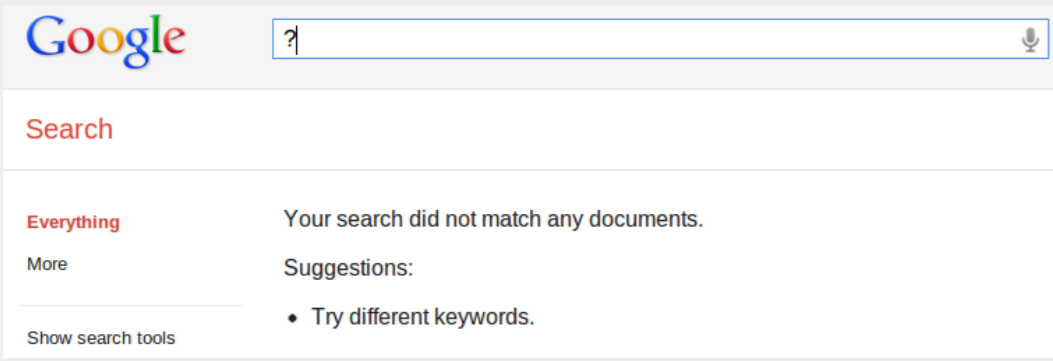 Google
?
Search
Everything
More
Show search tools
Your search did not match any documents.
Suggestions:
• Try different keywords.